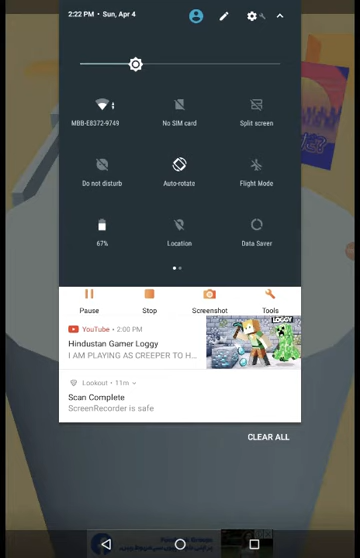 2:22 PM • Sun, Apr 4
MBB-E8372-9749
No SIM card
Split screen
Do not disturb
Auto-rotate
Flight Mode
67%
Location
Data Saver
Pause
Stop
Screenshot
Tools
YouTube • 2:00 PM
Hindustan Gamer Loggy
I AM PLAYING AS CREEPER TO H...
LOGGY
Lookout • 11m
Scan Complete
ScreenRecorder is safe
CLEAR ALL